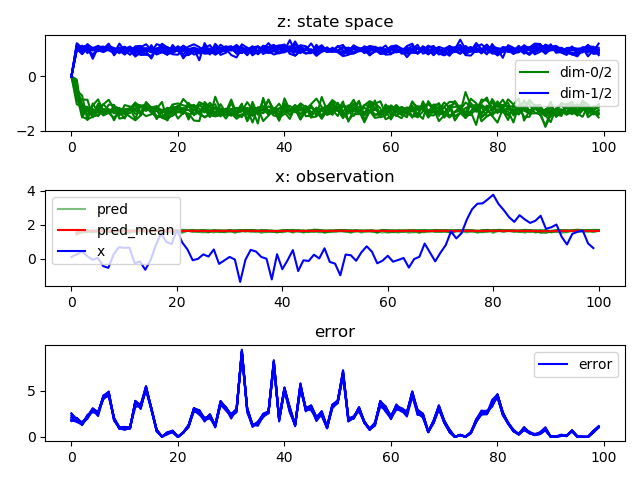 z: state space
0
−2
dim-0/2
dim-1/2
0
20
40
60
80
100
x: observation
4
2
0
pred
pred_mean
x
0
20
40
60
80
100
error
5
0
error
0
20
40
60
80
100